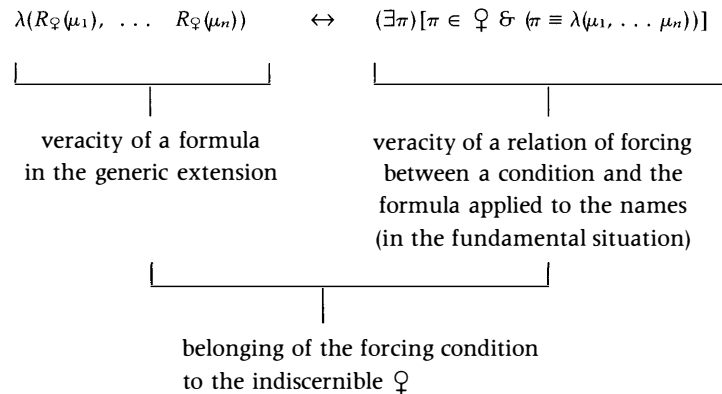 λ(R♀(μ₁), . . . R♀(μₙ)) ↔ (∃π)[π ∈ ♀ & (π ≡ λ(μ₁, . . . μₙ))]
veracity of a formula
in the generic extension
veracity of a relation of forcing
between a condition and the
formula applied to the names
(in the fundamental situation)
belonging of the forcing condition
to the indiscernible ♀